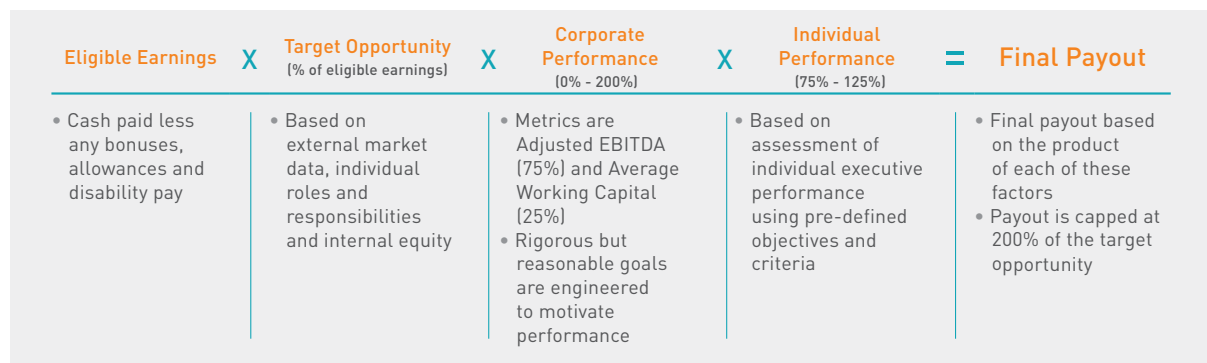 Eligible Earnings
X
Target Opportunity
(% of eligible earnings)
X
Corporate
Performance
(0% - 200%)
X
Individual
Performance
(75% - 125%)
=
Final Payout
• Cash paid less
any bonuses,
allowances and
disability pay
• Based on
external market
data, individual
roles and
responsibilities
and internal equity
• Metrics are
Adjusted EBITDA
(75%) and Average
Working Capital
(25%)
• Rigorous but
reasonable goals
are engineered
to motivate
performance
• Based on
assessment of
individual executive
performance
using pre-defined
objectives and
criteria
• Final payout based
on the product
of each of these
factors
• Payout is capped at
200% of the target
opportunity